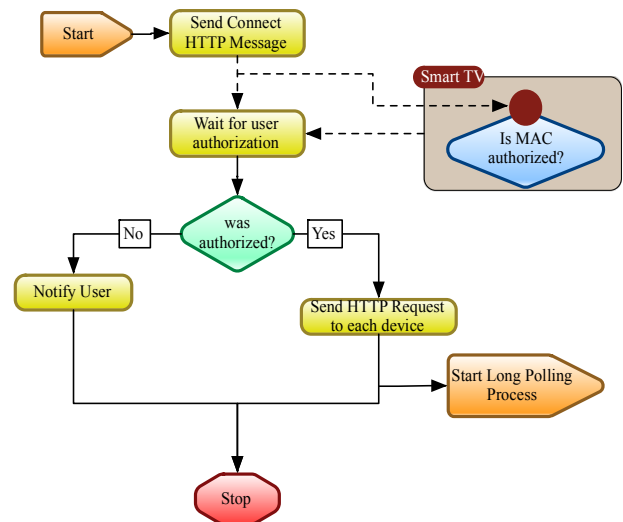 Start
Send Connect
HTTP Message
Smart TV
Is MAC
authorized?
Wait for user
authorization
was
authorized?
No
Yes
Notify User
Send HTTP Request
to each device
Start Long Polling
Process
Stop